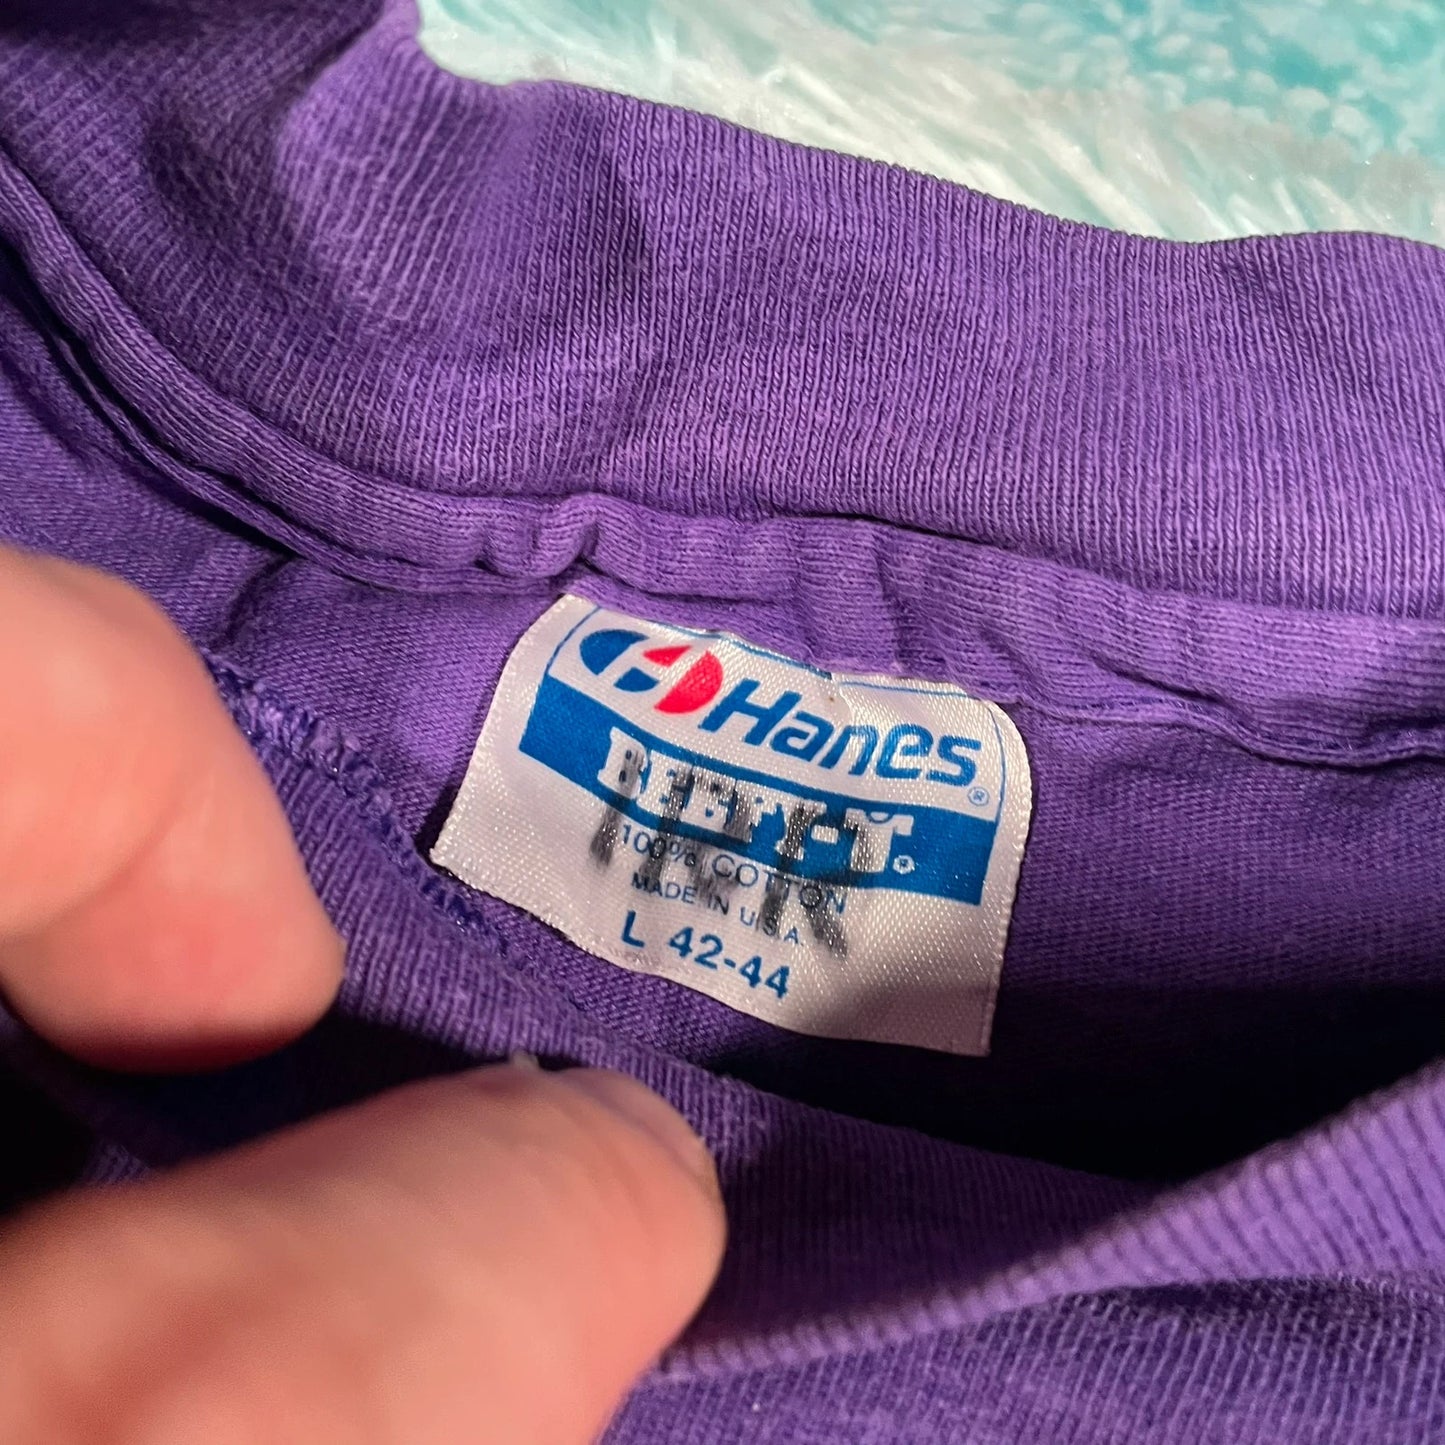 Hanes®
BEEFY-T®
100% COTTON
MADE IN U.S.A.
L 42-44